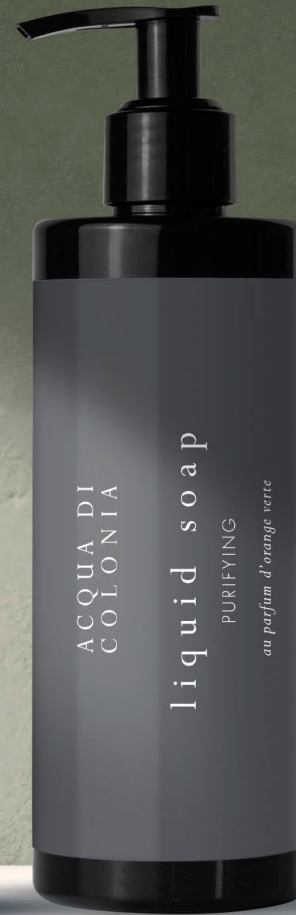 ACQUA DI
COLONIA
liquid soap
PURIFYING
au parfum d'orange verte